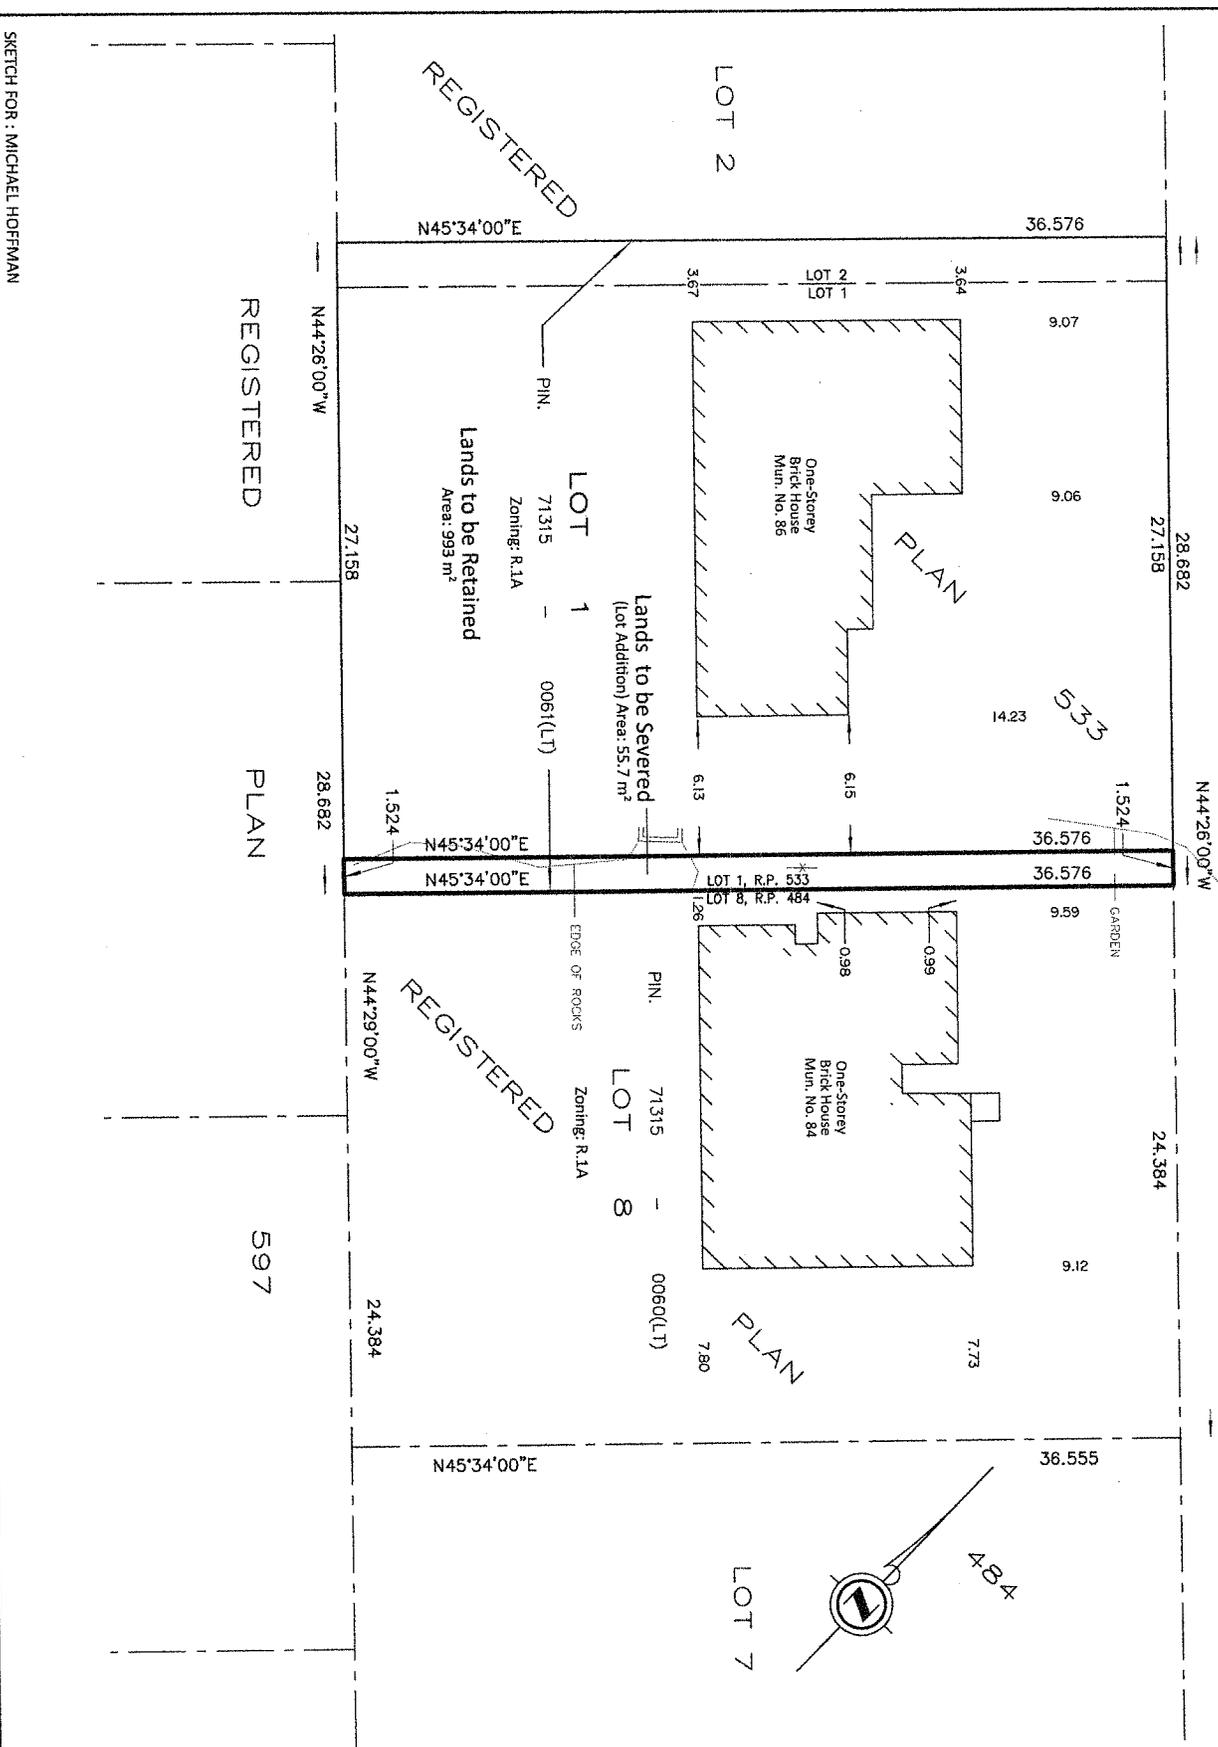 SKETCH FOR : MICHAEL HOFFMAN
LOT 2
REGISTERED
N45°34'00"E
36.576
3.67
LOT 2
LOT 1
3.64
9.07
REGISTERED
N44°26'00"W
PIN.
One-Storey
Brick House
Mun. No. 86
9.06
PLAN
27.158
28.682
27.158
LOT 1
71315 - 0061(LT)
Zoning: R.1A
Lands to be Retained
Area: 993 m²
Lands to be Severed
(Lot Addition) Area: 55.7 m²
533
14.23
6.13
6.15
PLAN
28.682
1.524
1.524
N44°26'00"W
N45°34'00"E
36.576
N45°34'00"E
36.576
LOT 1, R.P. 533
LOT 8, R.P. 484
1.26
9.59
GARDEN
EDGE OF ROCKS
0.98
0.99
N44°29'00"W
REGISTERED
PIN. 71315 - 0060(LT)
LOT 8
Zoning: R.1A
One-Storey
Brick House
Mun. No. 84
24.384
597
24.384
9.12
PLAN
7.80
7.73
N45°34'00"E
36.555
484
LOT 7